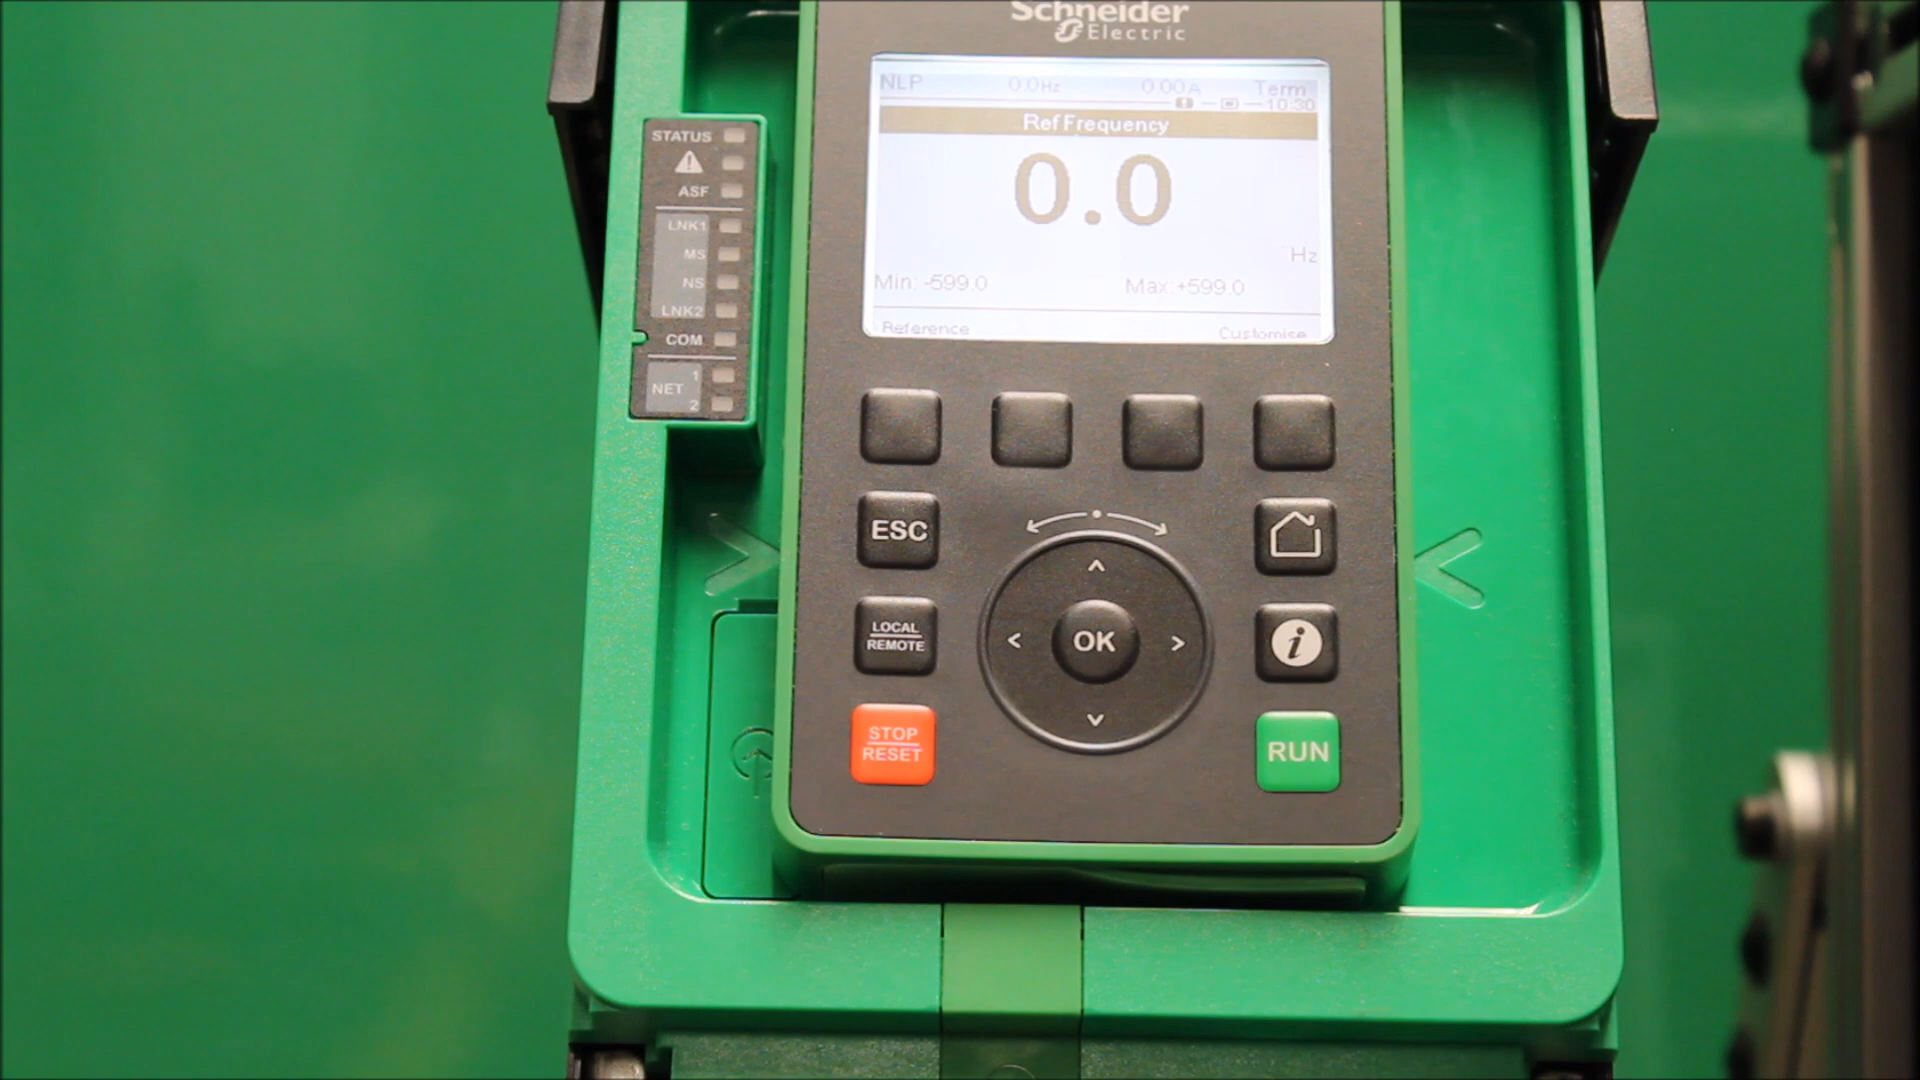 Schneider
Electric
NLP 0.0Hz 0.00A Term
10:30
Ref Frequency
0.0
Hz
Min: -599.0 Max:+599.0
Reference Customise
STATUS
ASF
LNK1
MS
NS
LNK2
COM
NET 1
2
ESC
LOCAL
REMOTE
OK
i
STOP
RESET
RUN